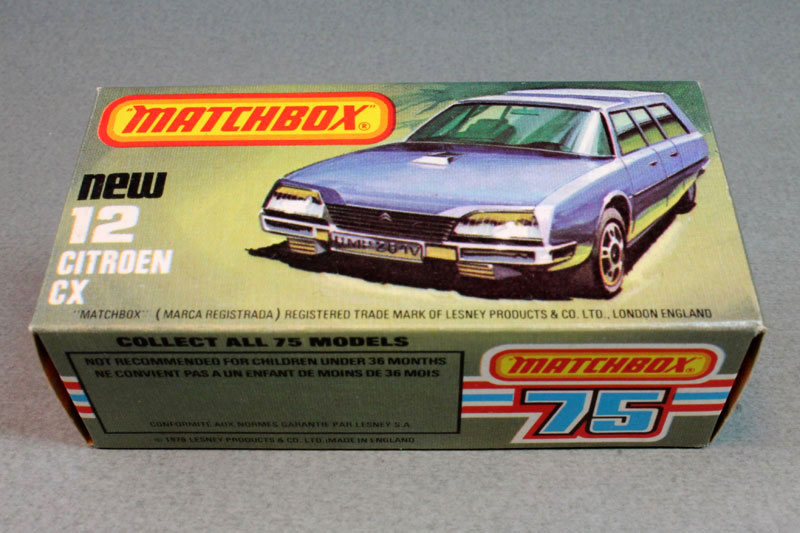 "MATCHBOX"®
new
12
CITROEN
CX
"MATCHBOX" (MARCA REGISTRADA) REGISTERED TRADE MARK OF LESNEY PRODUCTS & CO. LTD., LONDON ENGLAND
COLLECT ALL 75 MODELS
NOT RECOMMENDED FOR CHILDREN UNDER 36 MONTHS
NE CONVIENT PAS A UN ENFANT DE MOINS DE 36 MOIS
CONFORMITÉ AUX NORMES GARANTIE PAR LESNEY S.A.
LESNEY PRODUCTS & CO. LTD. MADE IN ENGLAND
"MATCHBOX"
75